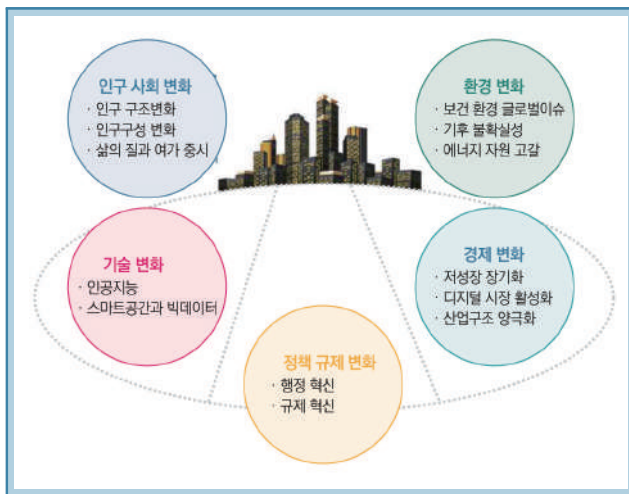 인구 사회 변화
· 인구 구조변화
· 인구구성 변화
· 삶의 질과 여가 중시
환경 변화
· 보건 환경 글로벌이슈
· 기후 불확실성
· 에너지 자원 고갈
기술 변화
· 인공지능
· 스마트공간과 빅데이터
경제 변화
· 저성장 장기화
· 디지털 시장 활성화
· 산업구조 양극화
정책 규제 변화
· 행정 혁신
· 규제 혁신